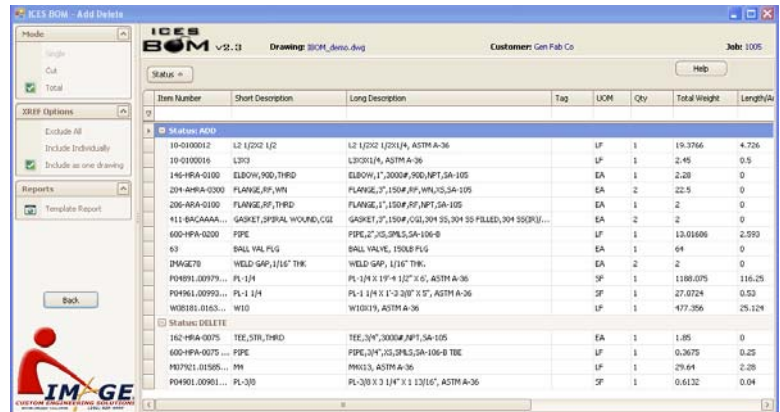 ICES BOM - Add Delete
Mode
Single
Cut
Total
XREF Options
Exclude All
Include Individually
Include as one drawing
Reports
Template Report
Back
IMAGE
CUSTOM ENGINEERING SOLUTIONS
ICES
BOM v2.3 Drawing: IBOM_demo.dwg Customer: Gen Fab Co Job: 1005
Status Help
Item Number Short Description Long Description Tag UOM Qty Total Weight Length/A
Status: ADD
10-0100012 L2 1/2X2 1/2 L2 1/2X2 1/2X1/4, ASTM A-36 LF 1 19.3766 4.726
10-0100016 L3X3 L3X3X1/4, ASTM A-36 LF 1 2.45 0.5
146-HRA-0100 ELBOW,90D,THRD ELBOW,1",3000#,90D,NPT,SA-105 EA 1 2.28 0
204-AHRA-0300 FLANGE,RF,WN FLANGE,3",150#,RF,WN,XS,SA-105 EA 2 22.5 0
206-ARA-0100 FLANGE,RF,THRD FLANGE,1",150#,RF,NPT,SA-105 EA 1 2 0
411-BACAAAA... GASKET,SPIRAL WOUND,CGI GASKET,3",150#,CGI,304 SS,304 SS FILLED,304 SS(IR)/... EA 2 2 0
600-HPA-0200 PIPE PIPE,2",XS,SMLS,SA-106-B LF 1 13.01686 2.593
63 BALL VAL FLG BALL VALVE, 150LB FLG EA 1 64 0
IMAGE78 WELD GAP,1/16" THK. WELD GAP, 1/16" THK. EA 2 2 0
P04891.00979... PL-1/4 PL-1/4 X 19'-4 1/2" X 6', ASTM A-36 SF 1 1188.075 116.25
P04961.00993... PL-1 1/4 PL-1 1/4 X 1'-3 3/8" X 5", ASTM A-36 SF 1 27.0724 0.53
W08181.0163... W10 W10X19, ASTM A-36 LF 1 477.356 25.124
Status: DELETE
162-HPA-0075 TEE,STR,THRD TEE,3/4",3000#,NPT,SA-105 EA 1 1.85 0
600-HPA-0075 ... PIPE PIPE,3/4",XS,SMLS,SA-106-B TBE LF 1 0.3675 0.25
M07921.01585... M4 M4X13, ASTM A-36 LF 1 29.64 2.28
P04901.00981... PL-3/8 PL-3/8 X 3 1/4" X 1 13/16", ASTM A-36 SF 1 0.6132 0.04